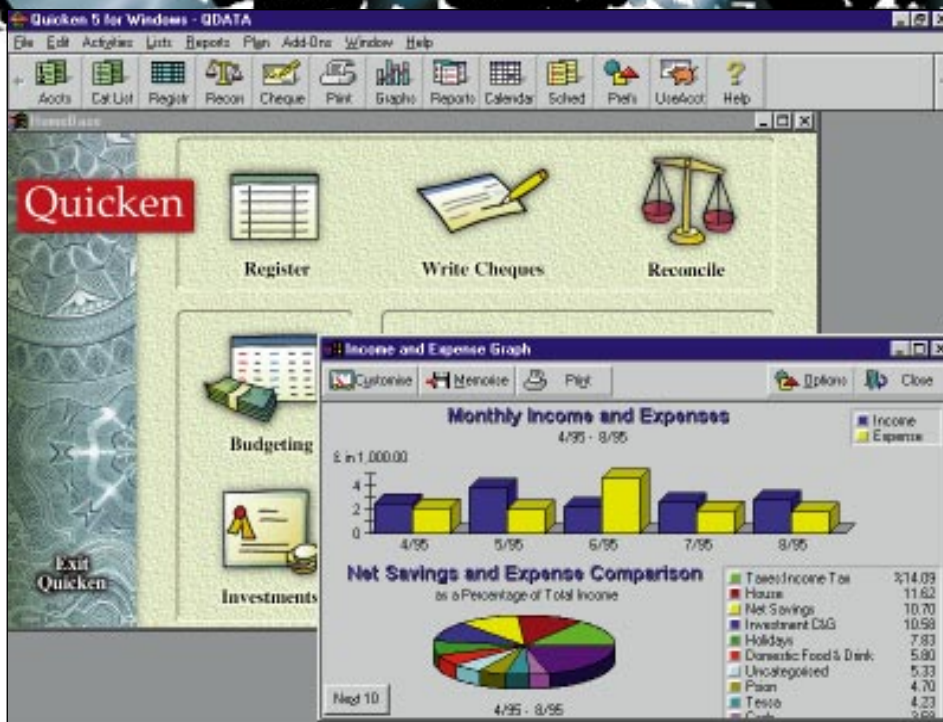 Quicken 5 for Windows - QDATA
File Edit Activities Lists Reports Plan Add-Ons Window Help
Accts Cat List Registr Recon Cheque Print Graphs Reports Calendar Sched Prefs UseAcct Help
HomeBase
Quicken
Register Write Cheques Reconcile
Budgeting
Investments
Exit
Quicken
Income and Expense Graph
Customise Memorise Print Options Close
Monthly Income and Expenses
4/95 - 8/95
Income
Expense
£ in 1,000.00
4
2
0
4/95 5/95 6/95 7/95 8/95
Net Savings and Expense Comparison
as a Percentage of Total Income
Taxes:Income Tax %14.09
House 11.62
Net Savings 10.70
Investment C&G 10.58
Holidays 7.83
Domestic Food & Drink 5.80
Uncategorised 5.33
Psion 4.70
Tessa 4.23
Next 10
4/95 - 8/95